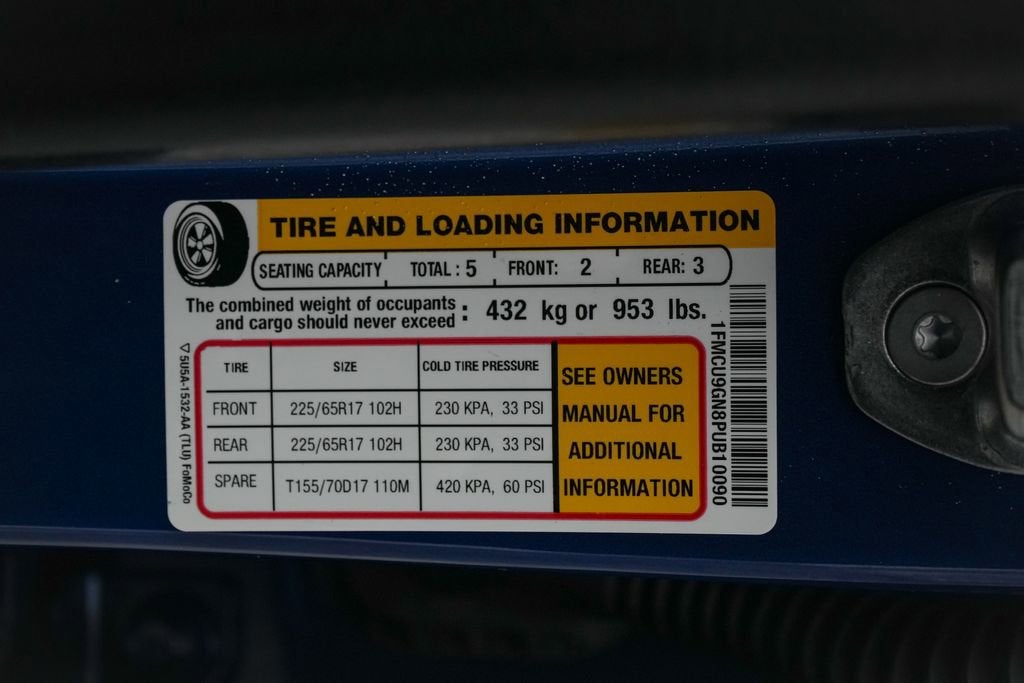 TIRE AND LOADING INFORMATION
SEATING CAPACITY TOTAL : 5 FRONT: 2 REAR: 3
The combined weight of occupants
and cargo should never exceed : 432 kg or 953 lbs.
TIRE SIZE COLD TIRE PRESSURE
FRONT 225/65R17 102H 230 KPA, 33 PSI
REAR 225/65R17 102H 230 KPA, 33 PSI
SPARE T155/70D17 110M 420 KPA, 60 PSI
SEE OWNERS
MANUAL FOR
ADDITIONAL
INFORMATION
5U5A-1532-AA (TLU) FoMoCo
1FMCU9GN8PUB10090